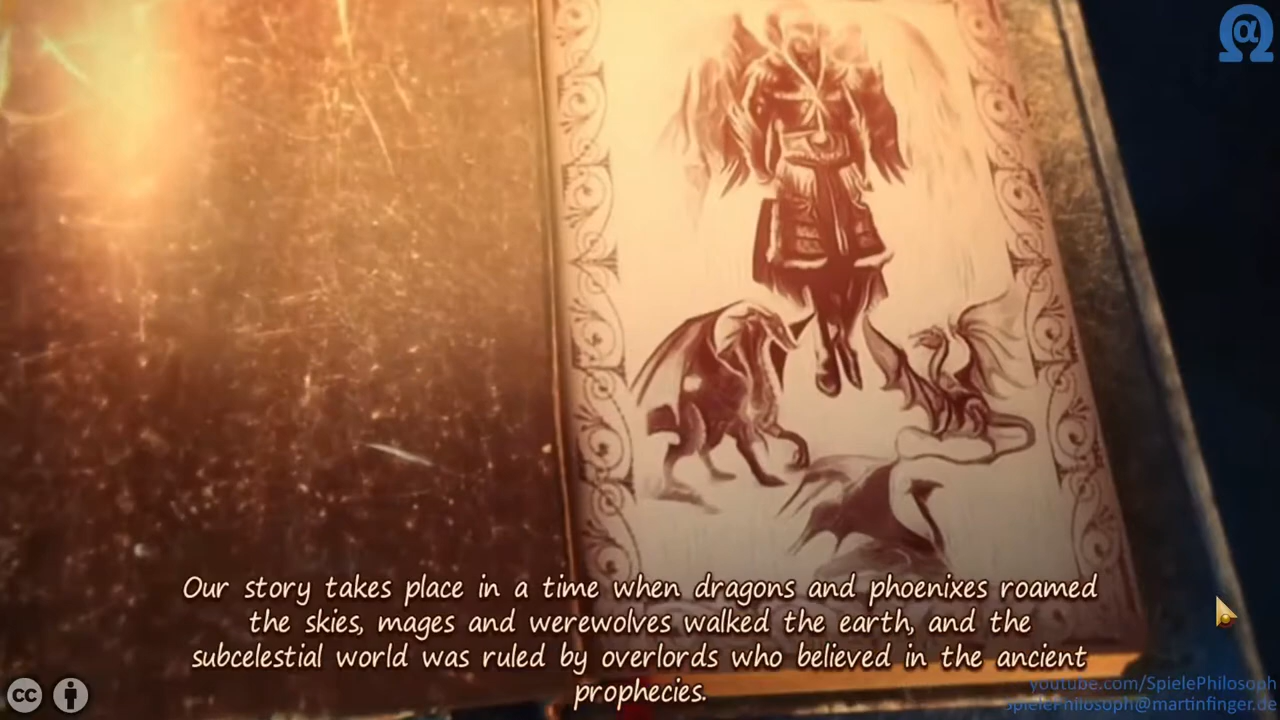 Our story takes place in a time when dragons and phoenixes roamed
the skies, mages and werewolves walked the earth, and the
subcelestial world was ruled by overlords who believed in the ancient
prophecies.
α
cc
youtube.com/SpielePhilosoph
SpielePhilosoph@martinfinger.de